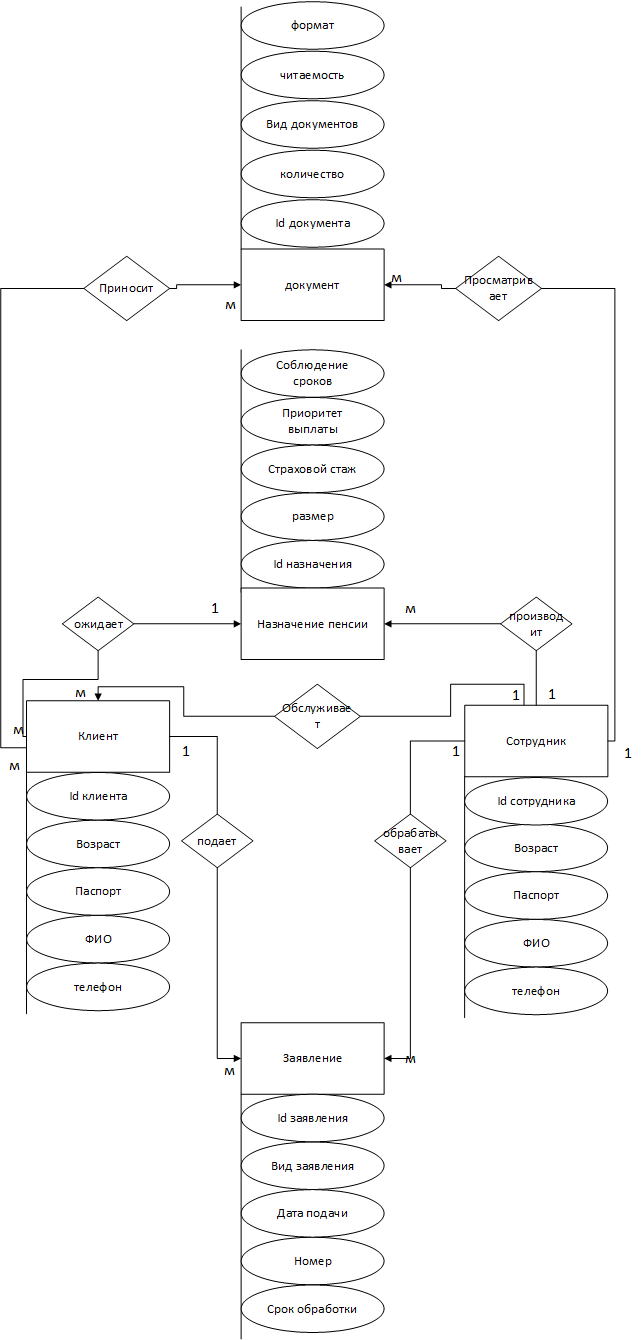 формат
читаемость
Вид документов
количество
Id документа
Приносит
документ
м
м
Просматрив
ает
Соблюдение
сроков
Приоритет
выплаты
Страховой стаж
размер
Id назначения
ожидает
1
Назначение пенсии
м
производ
ит
м
м
м
Клиент
1
Обслуживае
т
1
1
1
Сотрудник
1
Id клиента
Возраст
Паспорт
ФИО
телефон
подает
обрабаты
вает
Id сотрудника
Возраст
Паспорт
ФИО
телефон
Заявление
м
м
Id заявления
Вид заявления
Дата подачи
Номер
Срок обработки